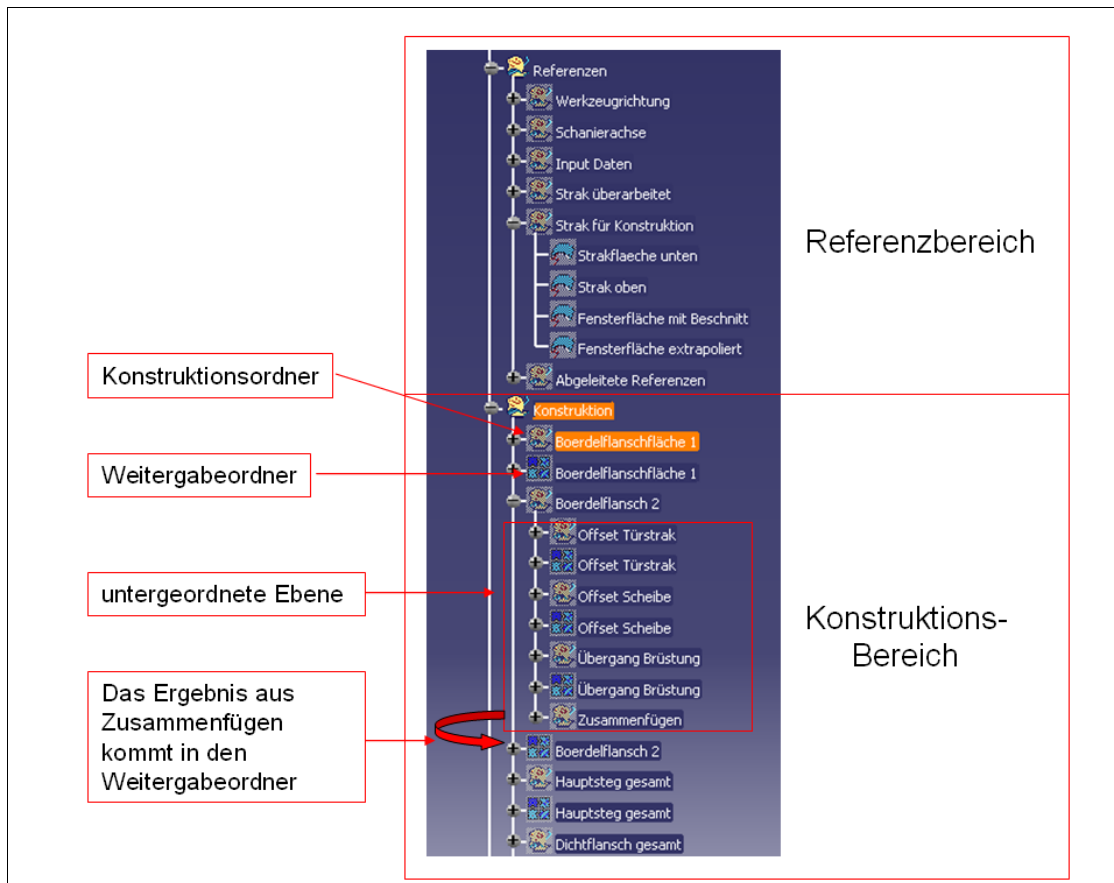 Referenzen
Werkzeugrichtung
Schanierachse
Input Daten
Strak überarbeitet
Strak für Konstruktion
Strakflaeche unten
Strak oben
Fensterfläche mit Beschnitt
Fensterfläche extrapoliert
Abgeleitete Referenzen
Referenzbereich
Konstruktionsordner
Weitergabeordner
untergeordnete Ebene
Das Ergebnis aus
Zusammenfügen
kommt in den
Weitergabeordner
Konstruktion
Boerdelflanschfläche 1
Boerdelflanschfläche 1
Boerdelflansch 2
Offset Türstrak
Offset Türstrak
Offset Scheibe
Offset Scheibe
Übergang Brüstung
Übergang Brüstung
Zusammenfügen
Boerdelflansch 2
Hauptsteg gesamt
Hauptsteg gesamt
Dichtflansch gesamt
Konstruktions-
Bereich